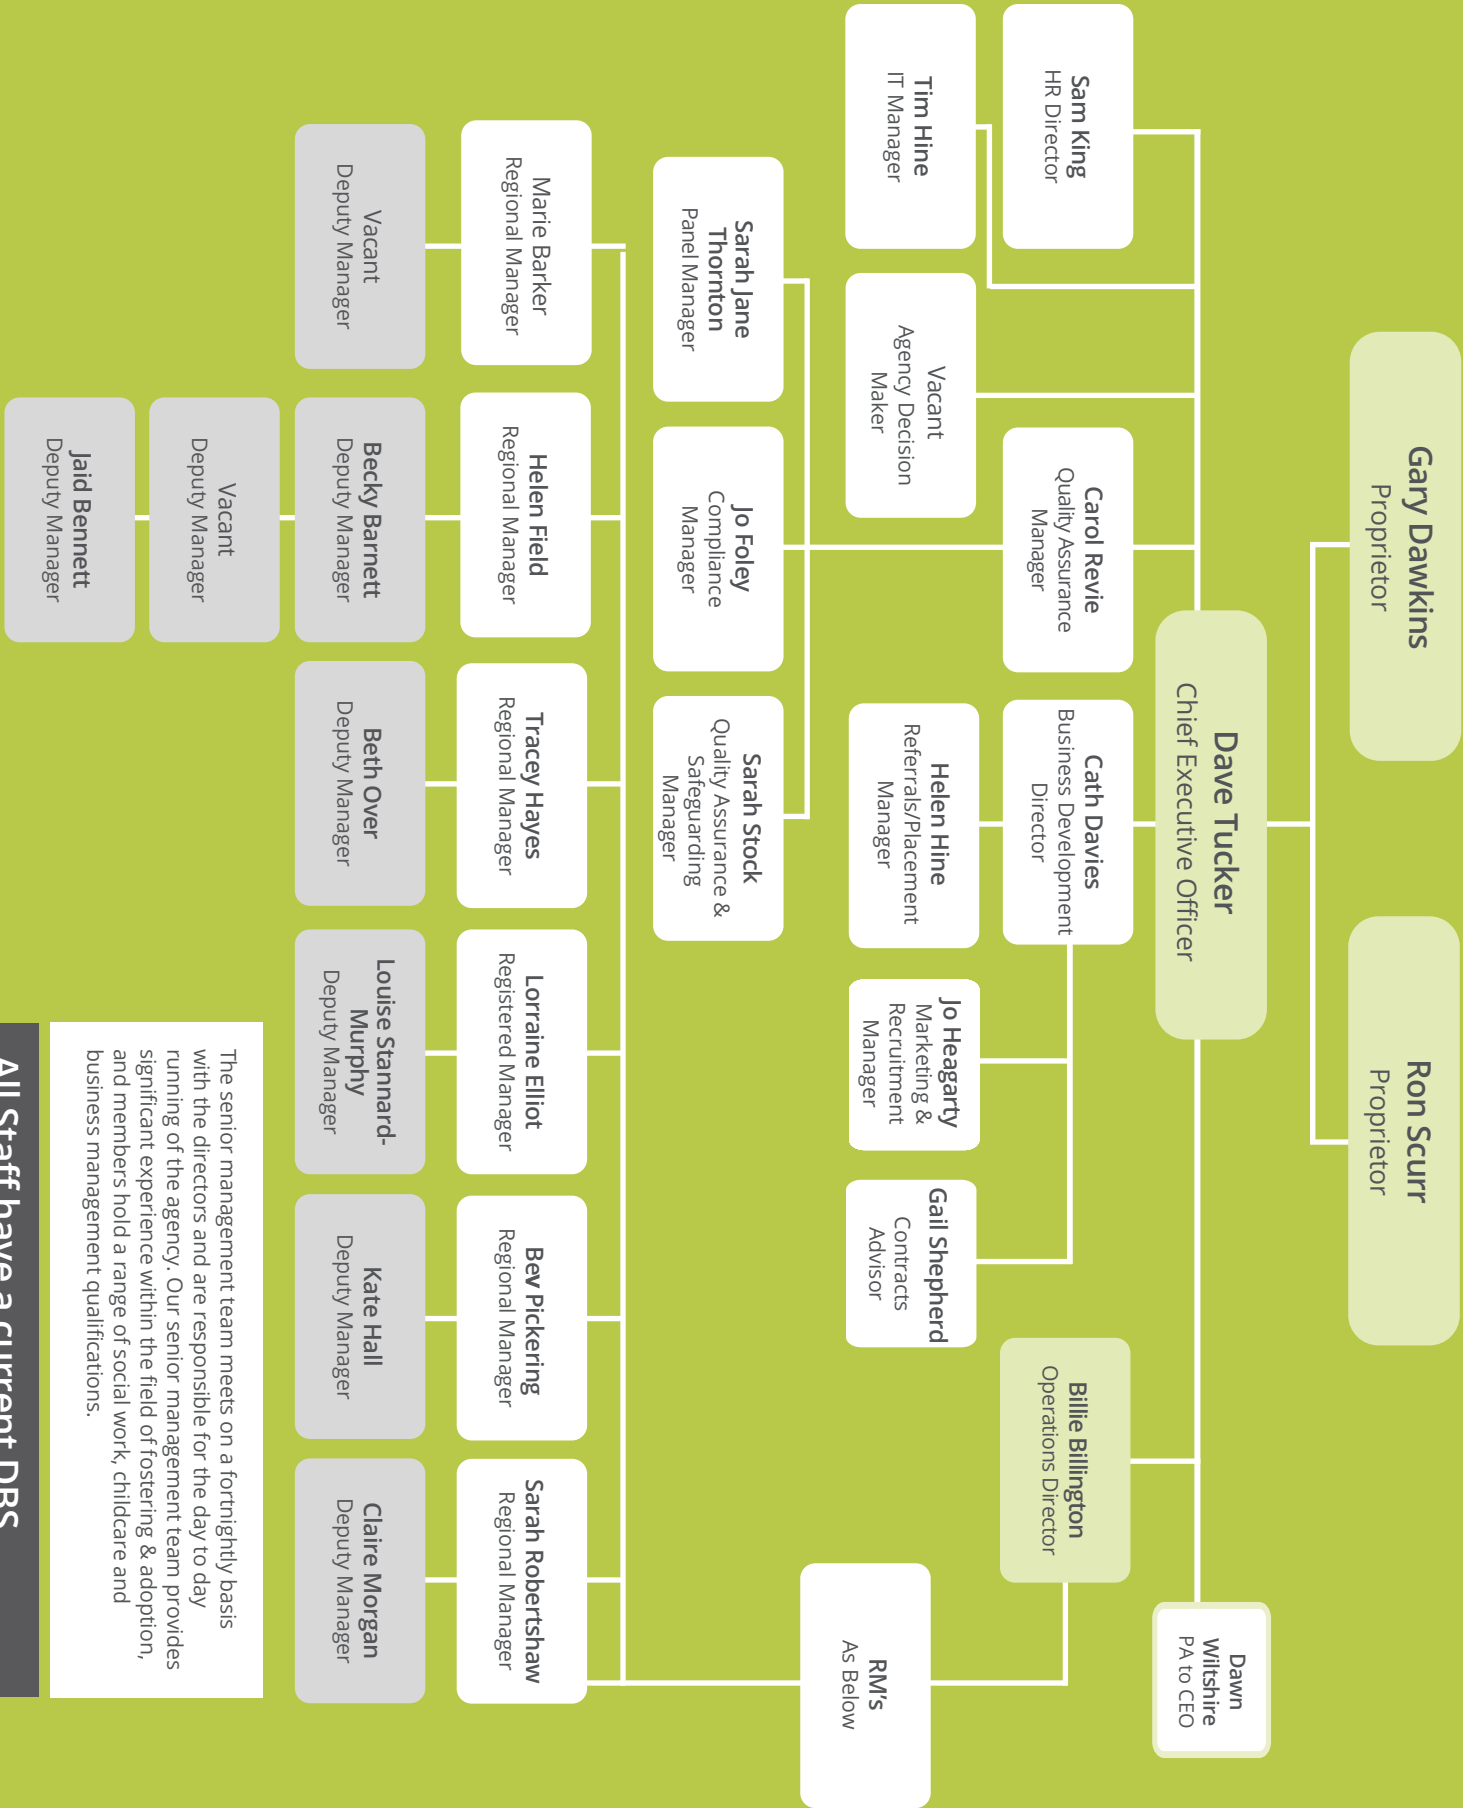 Gary Dawkins
Proprietor
Ron Scurr
Proprietor
Dave Tucker
Chief Executive Officer
Dawn
Wiltshire
PA to CEO
Sam King
HR Director
Carol Revie
Quality Assurance
Manager
Cath Davies
Business Development
Director
Billie Billington
Operations Director
Tim Hine
IT Manager
Vacant
Agency Decision
Maker
Helen Hine
Referrals/Placement
Manager
Jo Heagarty
Marketing &
Recruitment
Manager
Gail Shepherd
Contracts
Advisor
RM's
As Below
Sarah Jane
Thornton
Panel Manager
Jo Foley
Compliance
Manager
Sarah Stock
Quality Assurance &
Safeguarding
Manager
Marie Barker
Regional Manager
Helen Field
Regional Manager
Tracey Hayes
Regional Manager
Lorraine Elliot
Registered Manager
Bev Pickering
Regional Manager
Sarah Robertshaw
Regional Manager
Vacant
Deputy Manager
Becky Barnett
Deputy Manager
Beth Over
Deputy Manager
Louise Stannard-
Murphy
Deputy Manager
Kate Hall
Deputy Manager
Claire Morgan
Deputy Manager
Vacant
Deputy Manager
Jaid Bennett
Deputy Manager
The senior management team meets on a fortnightly basis
with the directors and are responsible for the day to day
running of the agency. Our senior management team provides
significant experience within the field of fostering & adoption,
and members hold a range of social work, childcare and
business management qualifications.
All Staff have a current DBS